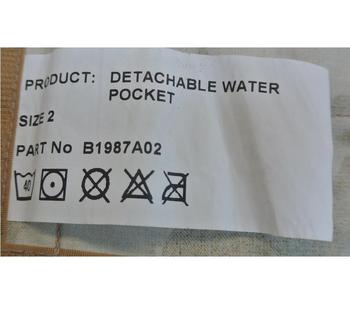 PRODUCT: DETACHABLE WATER
POCKET
SIZE 2
PART No B1987A02
40